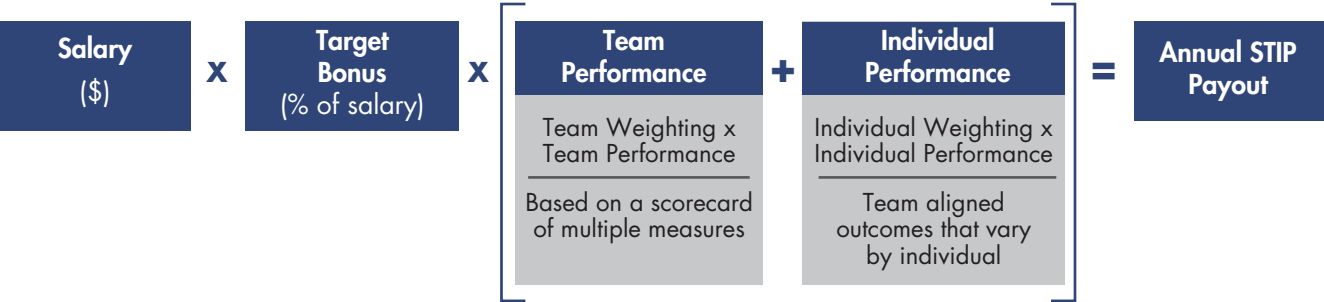 Salary
($)
x
Target
Bonus
(% of salary)
x
Team
Performance
Team Weighting x
Team Performance
Based on a scorecard
of multiple measures
+
Individual
Performance
Individual Weighting x
Individual Performance
Team aligned
outcomes that vary
by individual
=
Annual STIP
Payout